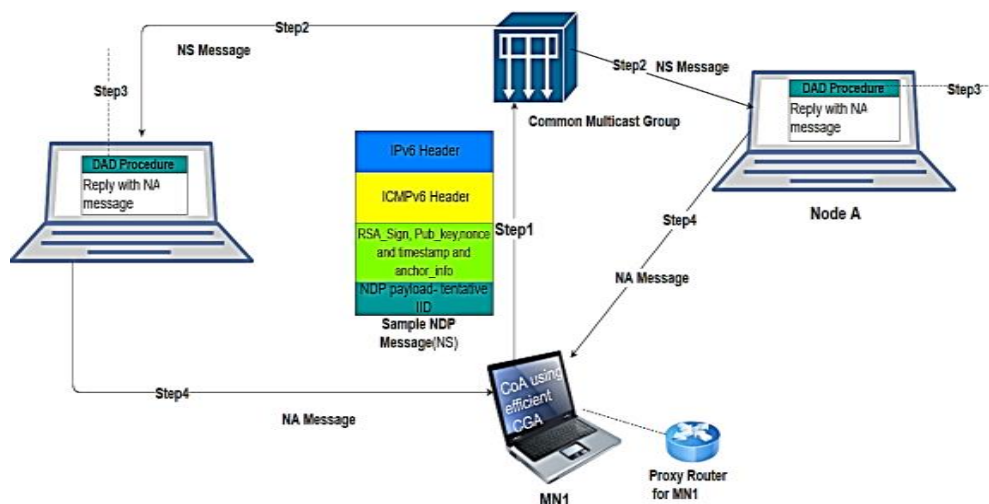 Step2
NS Message
Step3
DAD Procedure
Reply with NA
message
Common Multicast Group
Step2
NS Message
DAD Procedure
Reply with NA
message
Step3
Node A
IPv6 Header
ICMPv6 Header
RSA_Sign, Pub_key,nonce
and timestamp and
anchor_info
NDP payload- tentative
IID
Sample NDP
Message(NS)
Step1
Step4
NA Message
Step4
NA Message
CoA using
efficient
CGA
MN1
Proxy Router
for MN1